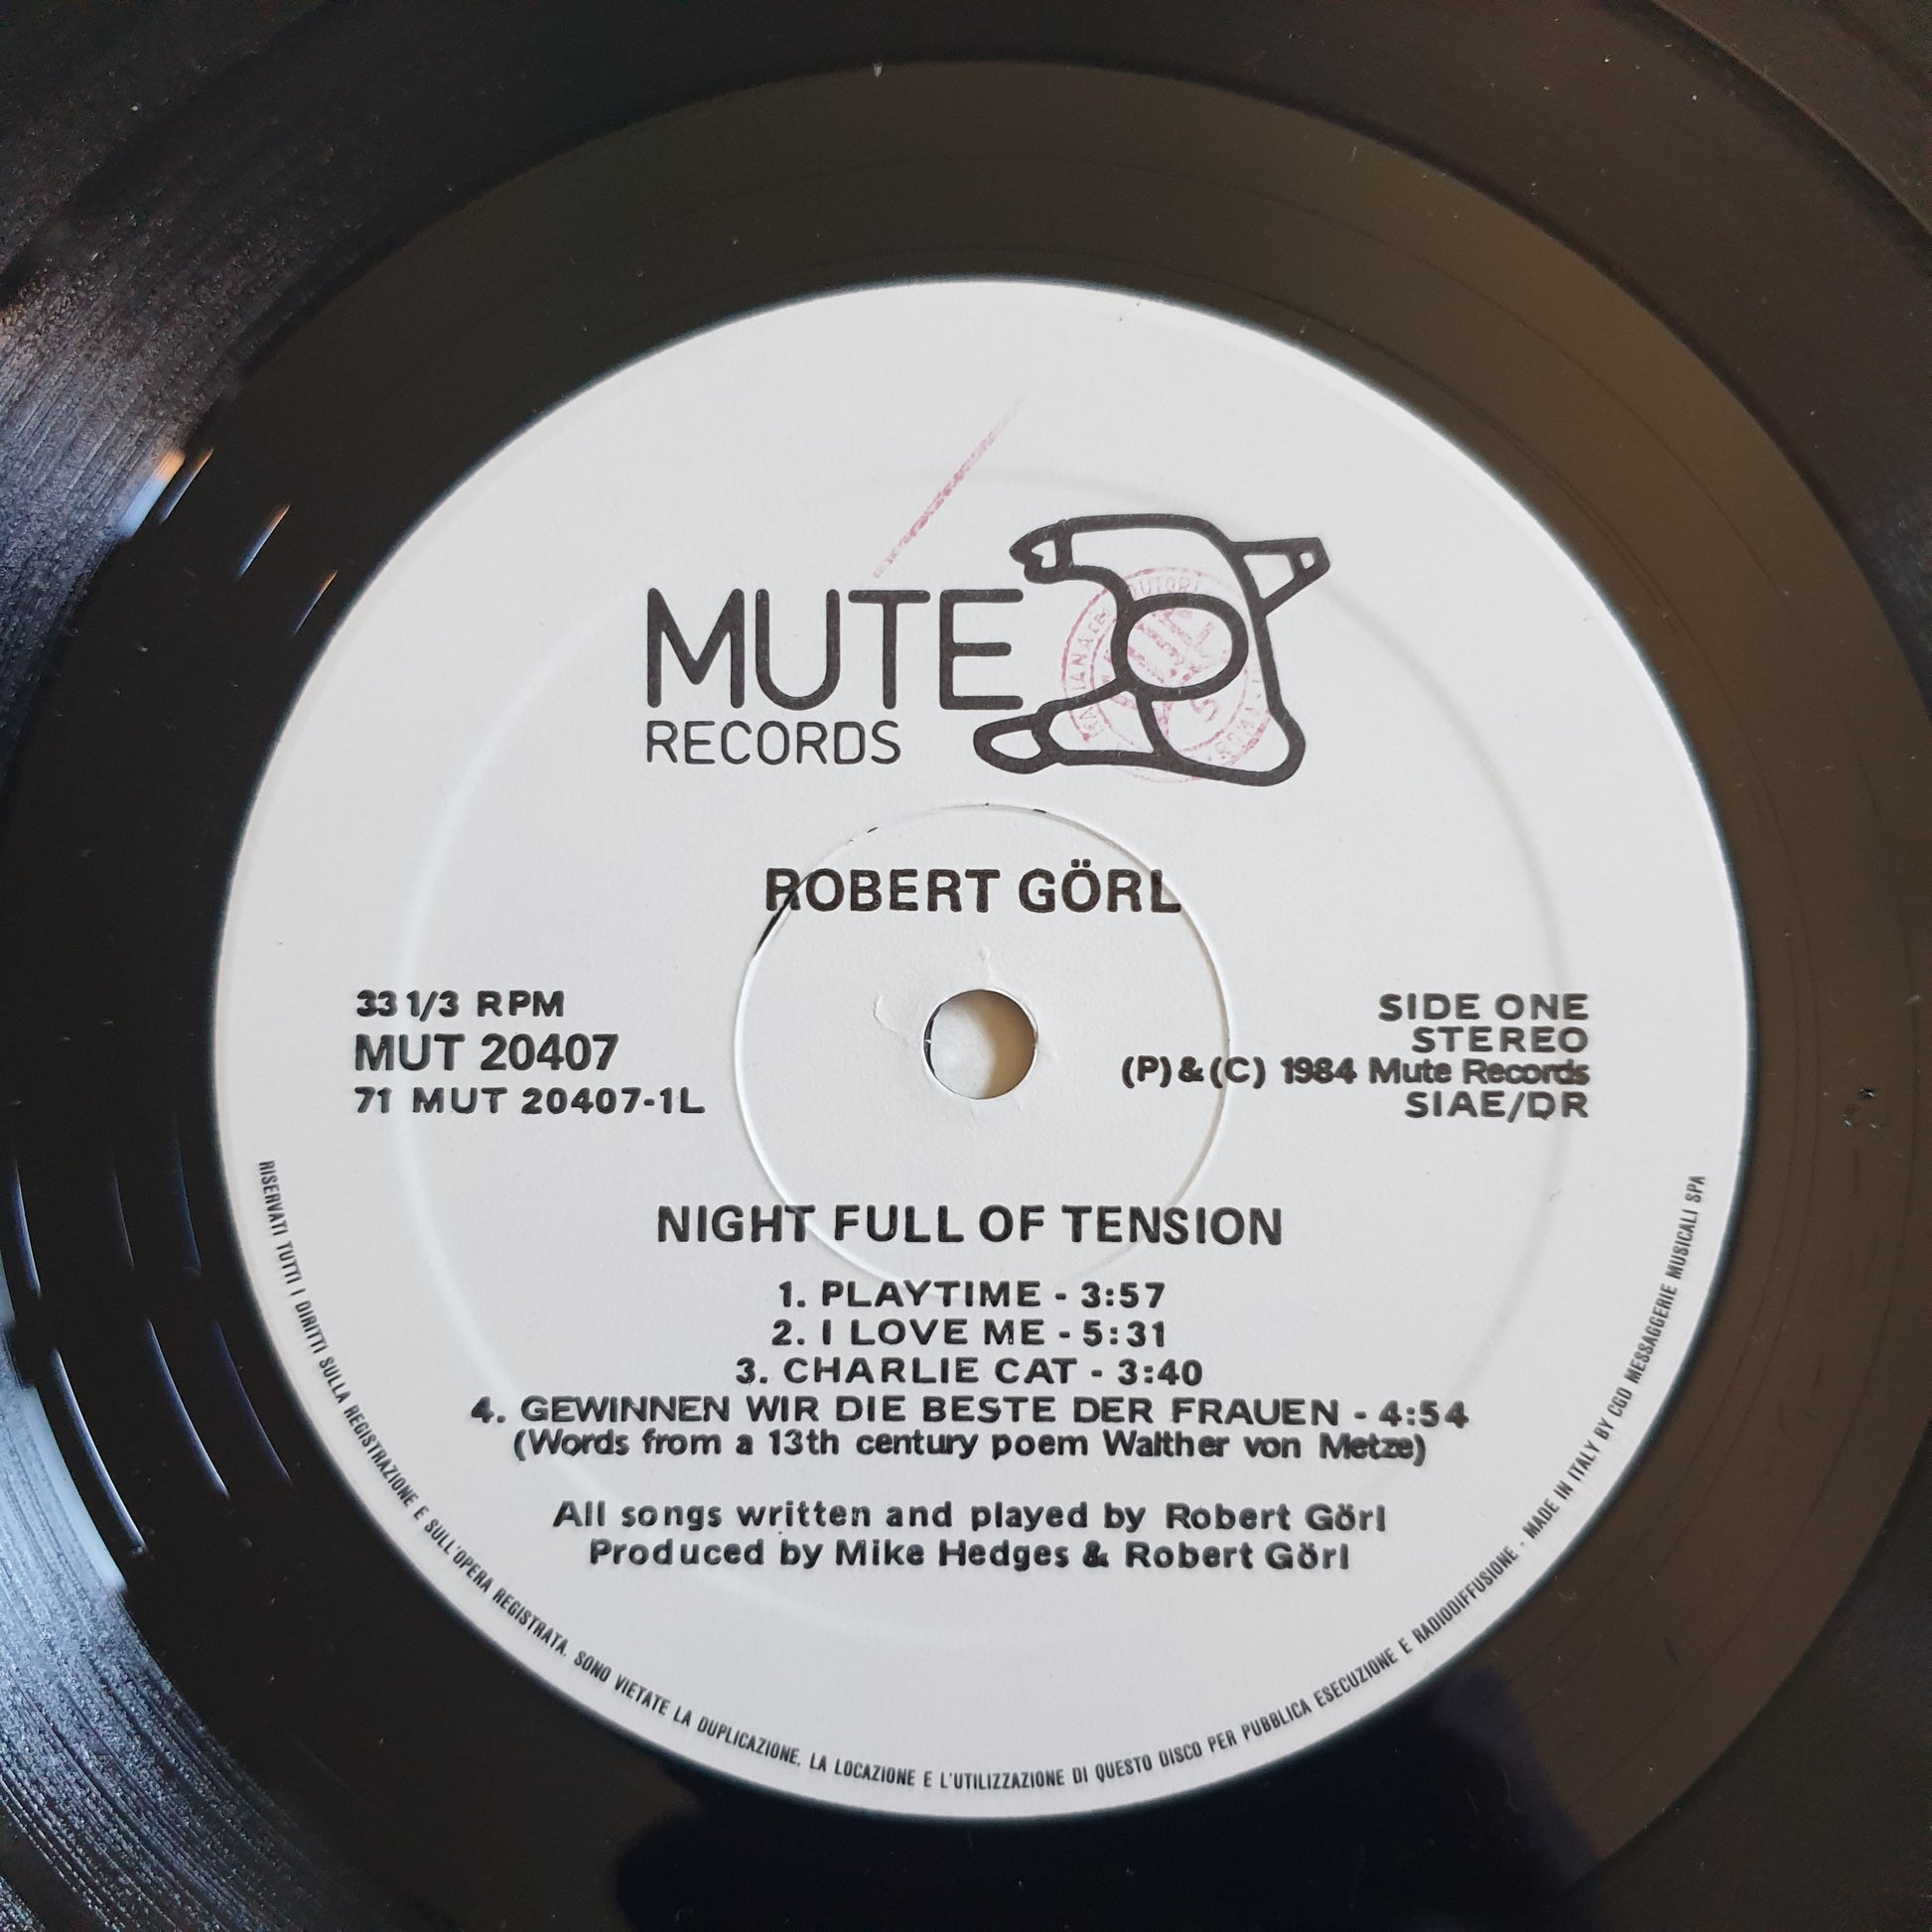 MUTE
RECORDS
ROBERT GÖRL
33 1/3 RPM
MUT 20407
71 MUT 20407-1L
SIDE ONE
STEREO
(P) & (C) 1984 Mute Records
SIAE/DR
NIGHT FULL OF TENSION
1. PLAYTIME - 3:57
2. I LOVE ME - 5:31
3. CHARLIE CAT - 3:40
4. GEWINNEN WIR DIE BESTE DER FRAUEN - 4:54
(Words from a 13th century poem Walther von Metze)
All songs written and played by Robert Görl
Produced by Mike Hedges & Robert Görl
RISERVATI TUTTI I DIRITTI SULLA REGISTRAZIONE E SULL'OPERA REGISTRATA. SONO VIETATE LA DUPLICAZIONE, LA LOCAZIONE E L'UTILIZZAZIONE DI QUESTO DISCO PER PUBBLICA ESECUZIONE E RADIODIFFUSIONE - MADE IN ITALY BY CGD MESSAGGERIE MUSICALI SPA